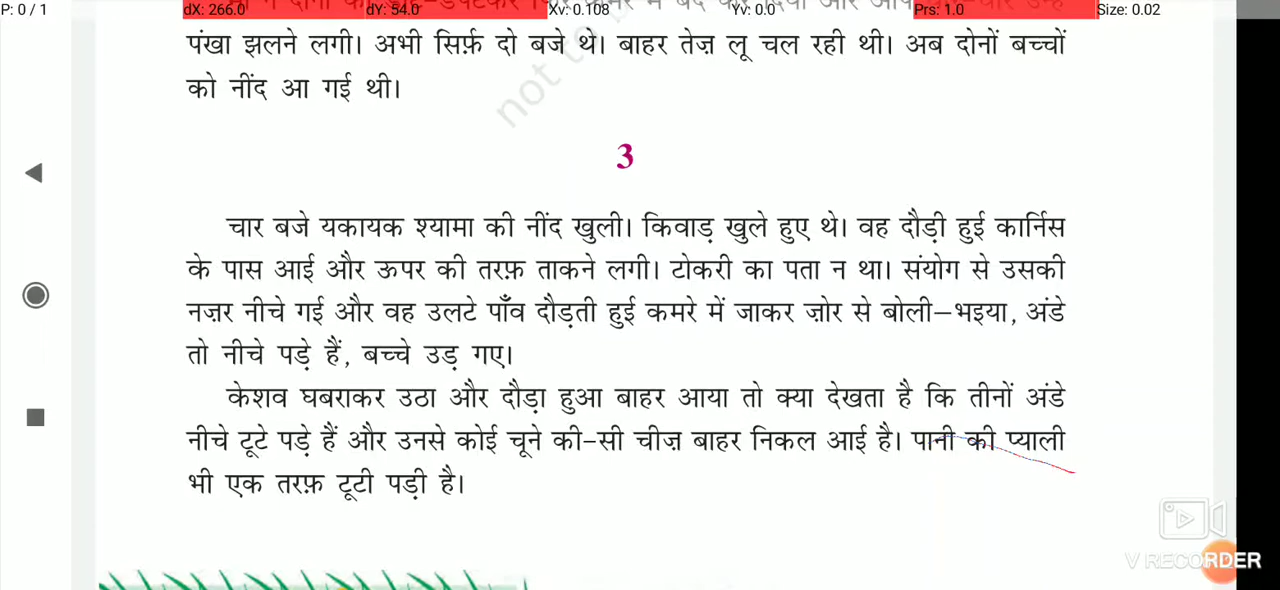 P: 0 / 1 dX: 266.0 dY: 54.0 Xv: 0.108 Yv: 0.0 Prs: 1.0 Size: 0.02
पंखा झलने लगी। अभी सिर्फ़ दो बजे थे। बाहर तेज़ लू चल रही थी। अब दोनों बच्चों
को नींद आ गई थी।
not to
3
चार बजे यकायक श्यामा की नींद खुली। किवाड़ खुले हुए थे। वह दौड़ी हुई कार्निस
के पास आई और ऊपर की तरफ़ ताकने लगी। टोकरी का पता न था। संयोग से उसकी
नज़र नीचे गई और वह उलटे पाँव दौड़ती हुई कमरे में जाकर ज़ोर से बोली–भइया, अंडे
तो नीचे पड़े हैं, बच्चे उड़ गए।
केशव घबराकर उठा और दौड़ा हुआ बाहर आया तो क्या देखता है कि तीनों अंडे
नीचे टूटे पड़े हैं और उनसे कोई चूने की-सी चीज़ बाहर निकल आई है। पानी की प्याली
भी एक तरफ़ टूटी पड़ी है।
V RECORDER